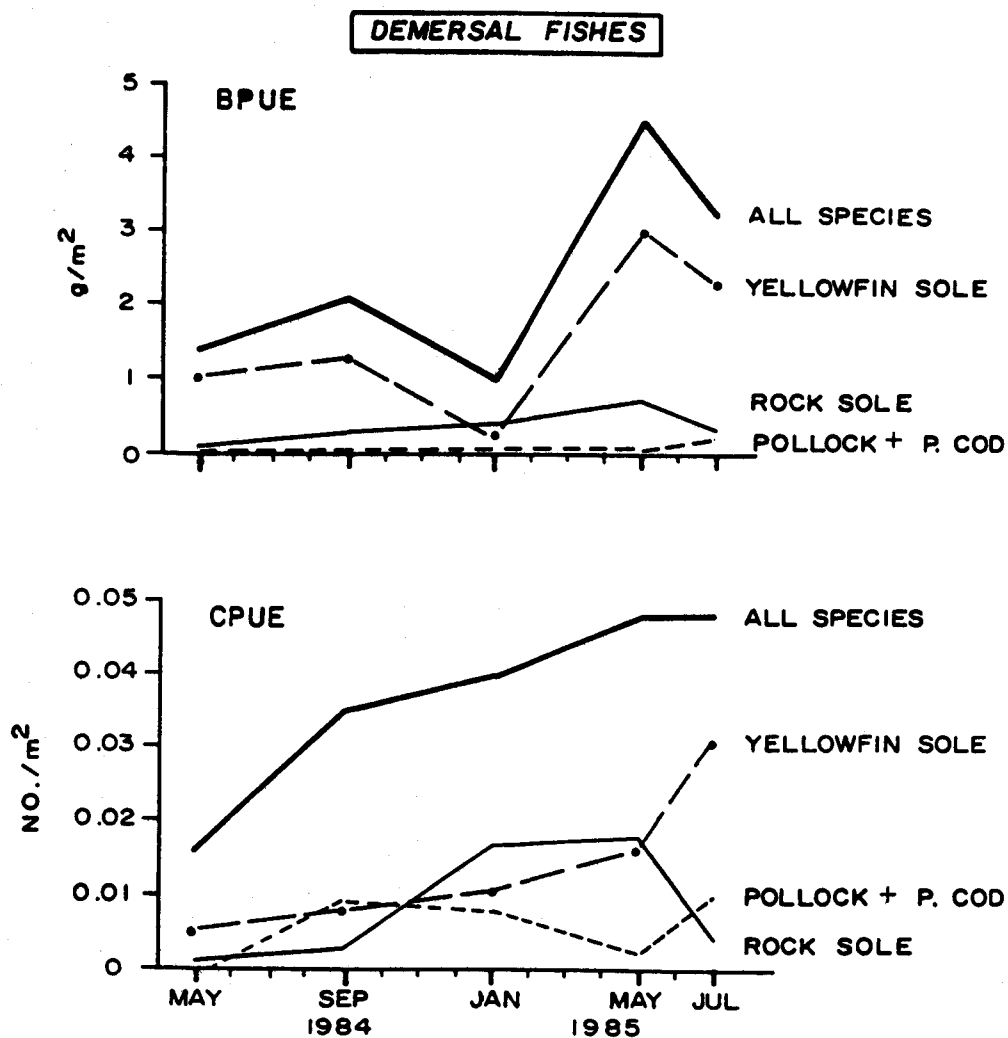 DEMERSAL FISHES
BPUE
5
4
3
2
1
0
g/m²
ALL SPECIES
YELLOWFIN SOLE
ROCK SOLE
POLLOCK + P. COD
CPUE
0.05
0.04
0.03
0.02
0.01
0
NO./m²
ALL SPECIES
YELLOWFIN SOLE
POLLOCK + P. COD
ROCK SOLE
MAY SEP JAN MAY JUL
1984 1985